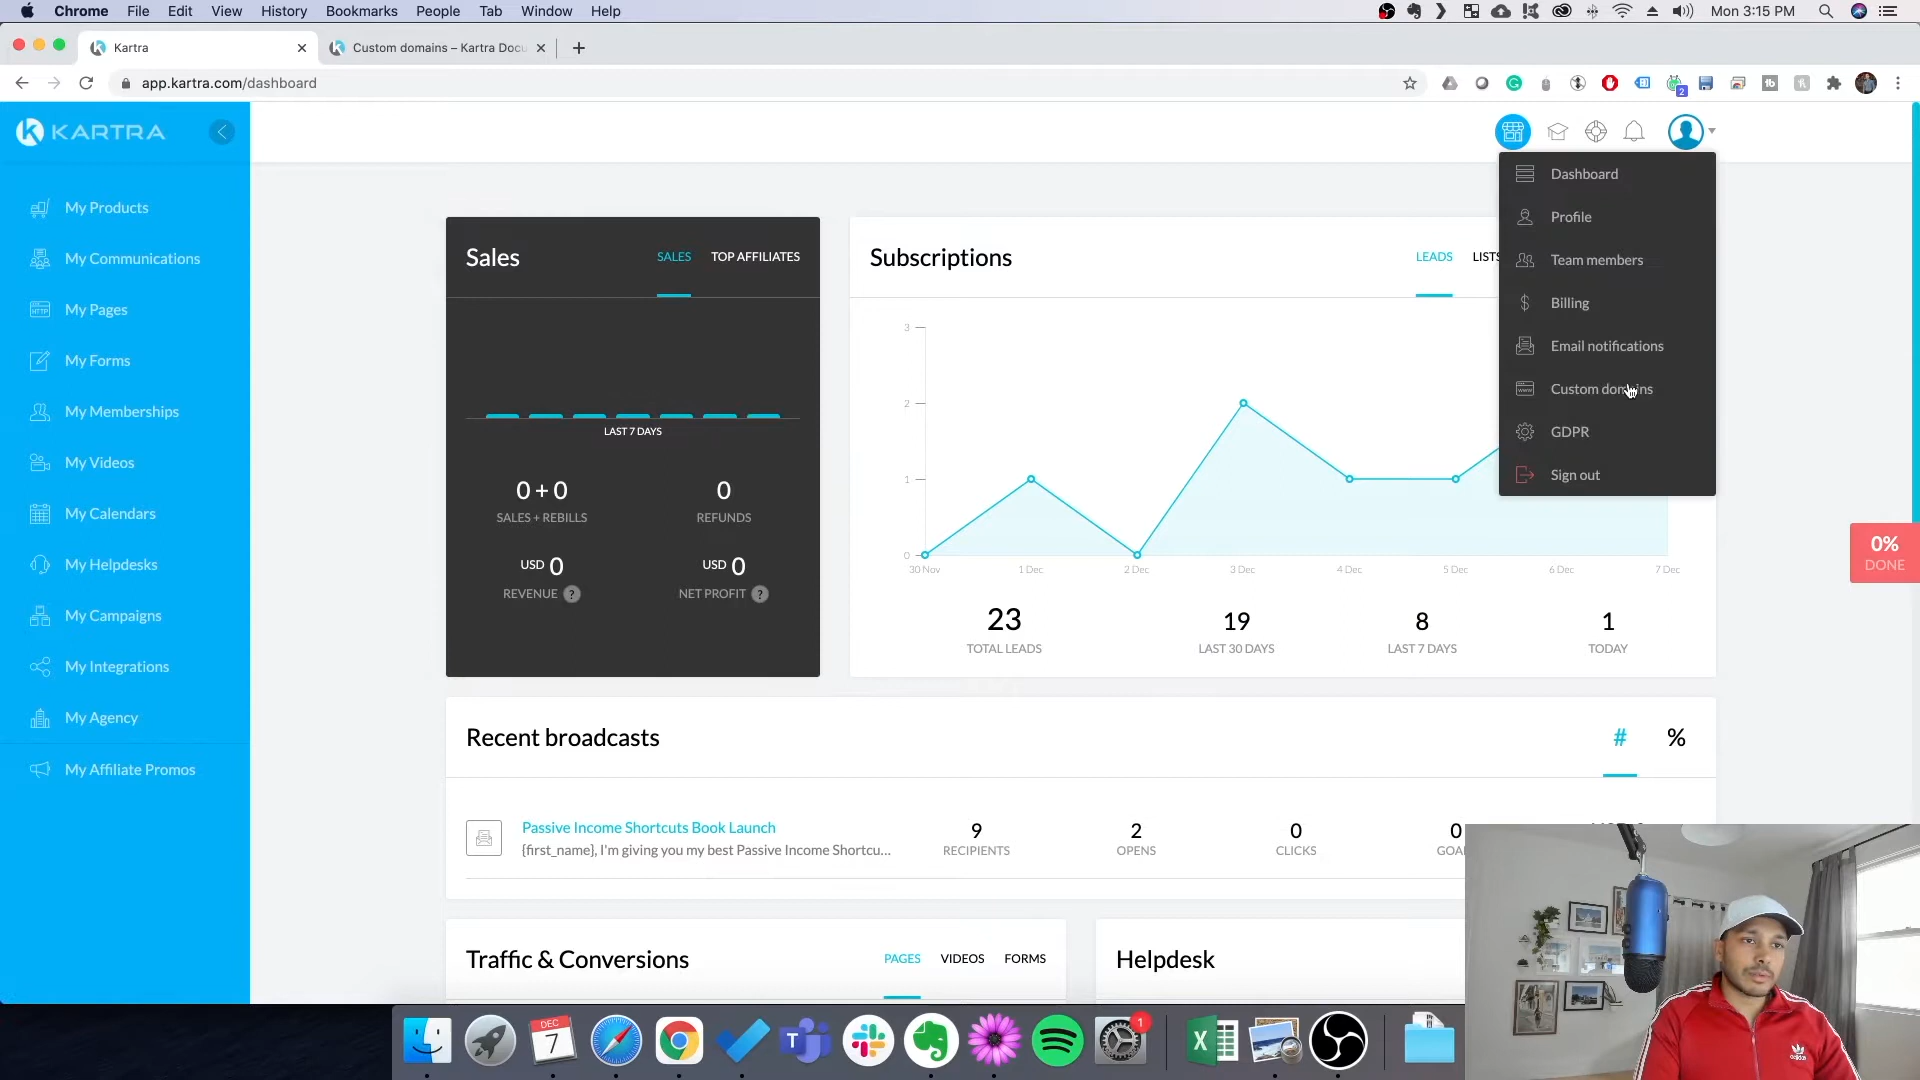 Chrome File Edit View History Bookmarks People Tab Window Help
Mon 3:15 PM
Kartra
Custom domains – Kartra Docu
app.kartra.com/dashboard
2
KARTRA
My Products
My Communications
My Pages
My Forms
My Memberships
My Videos
My Calendars
My Helpdesks
My Campaigns
My Integrations
My Agency
My Affiliate Promos
Dashboard
Profile
Team members
Billing
Email notifications
Custom domains
GDPR
Sign out
Sales
SALES TOP AFFILIATES
LAST 7 DAYS
0 + 0 0
SALES + REBILLS REFUNDS
USD 0 USD 0
REVENUE ? NET PROFIT ?
Subscriptions
LEADS LISTS
3
2
1
0
30 Nov 1 Dec 2 Dec 3 Dec 4 Dec 5 Dec 6 Dec 7 Dec
23 19 8 1
TOTAL LEADS LAST 30 DAYS LAST 7 DAYS TODAY
0%
DONE
Recent broadcasts
# %
Passive Income Shortcuts Book Launch
{first_name}, I'm giving you my best Passive Income Shortcu...
9 2 0 0
RECIPIENTS OPENS CLICKS GOA
Traffic & Conversions
PAGES VIDEOS FORMS
Helpdesk
DEC
7
T
1
X